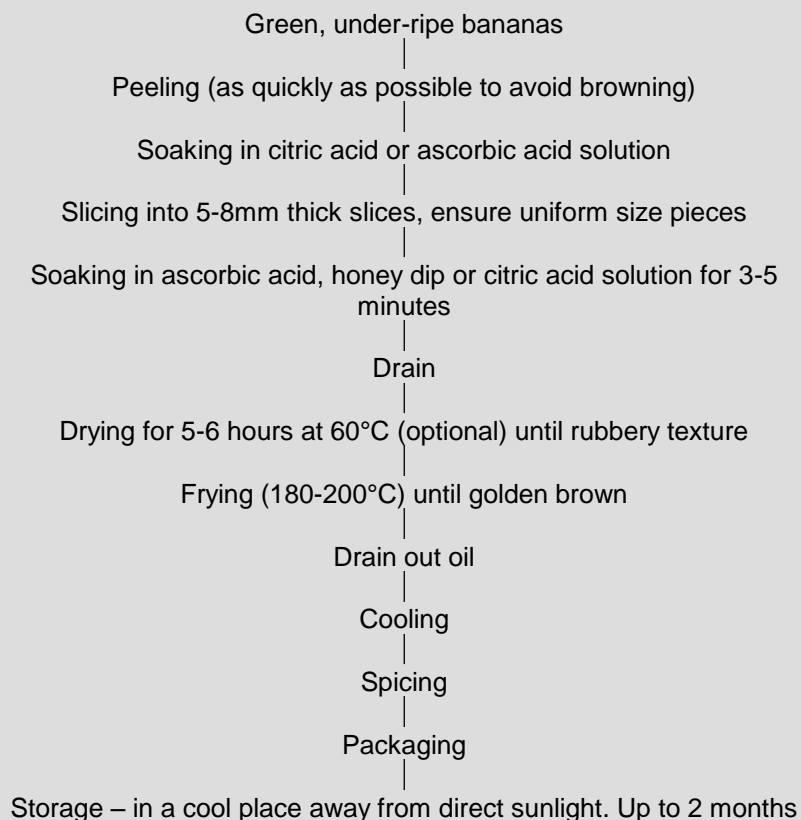 Green, under-ripe bananas
Peeling (as quickly as possible to avoid browning)
Soaking in citric acid or ascorbic acid solution
Slicing into 5-8mm thick slices, ensure uniform size pieces
Soaking in ascorbic acid, honey dip or citric acid solution for 3-5
minutes
Drain
Drying for 5-6 hours at 60°C (optional) until rubbery texture
Frying (180-200°C) until golden brown
Drain out oil
Cooling
Spicing
Packaging
Storage – in a cool place away from direct sunlight. Up to 2 months